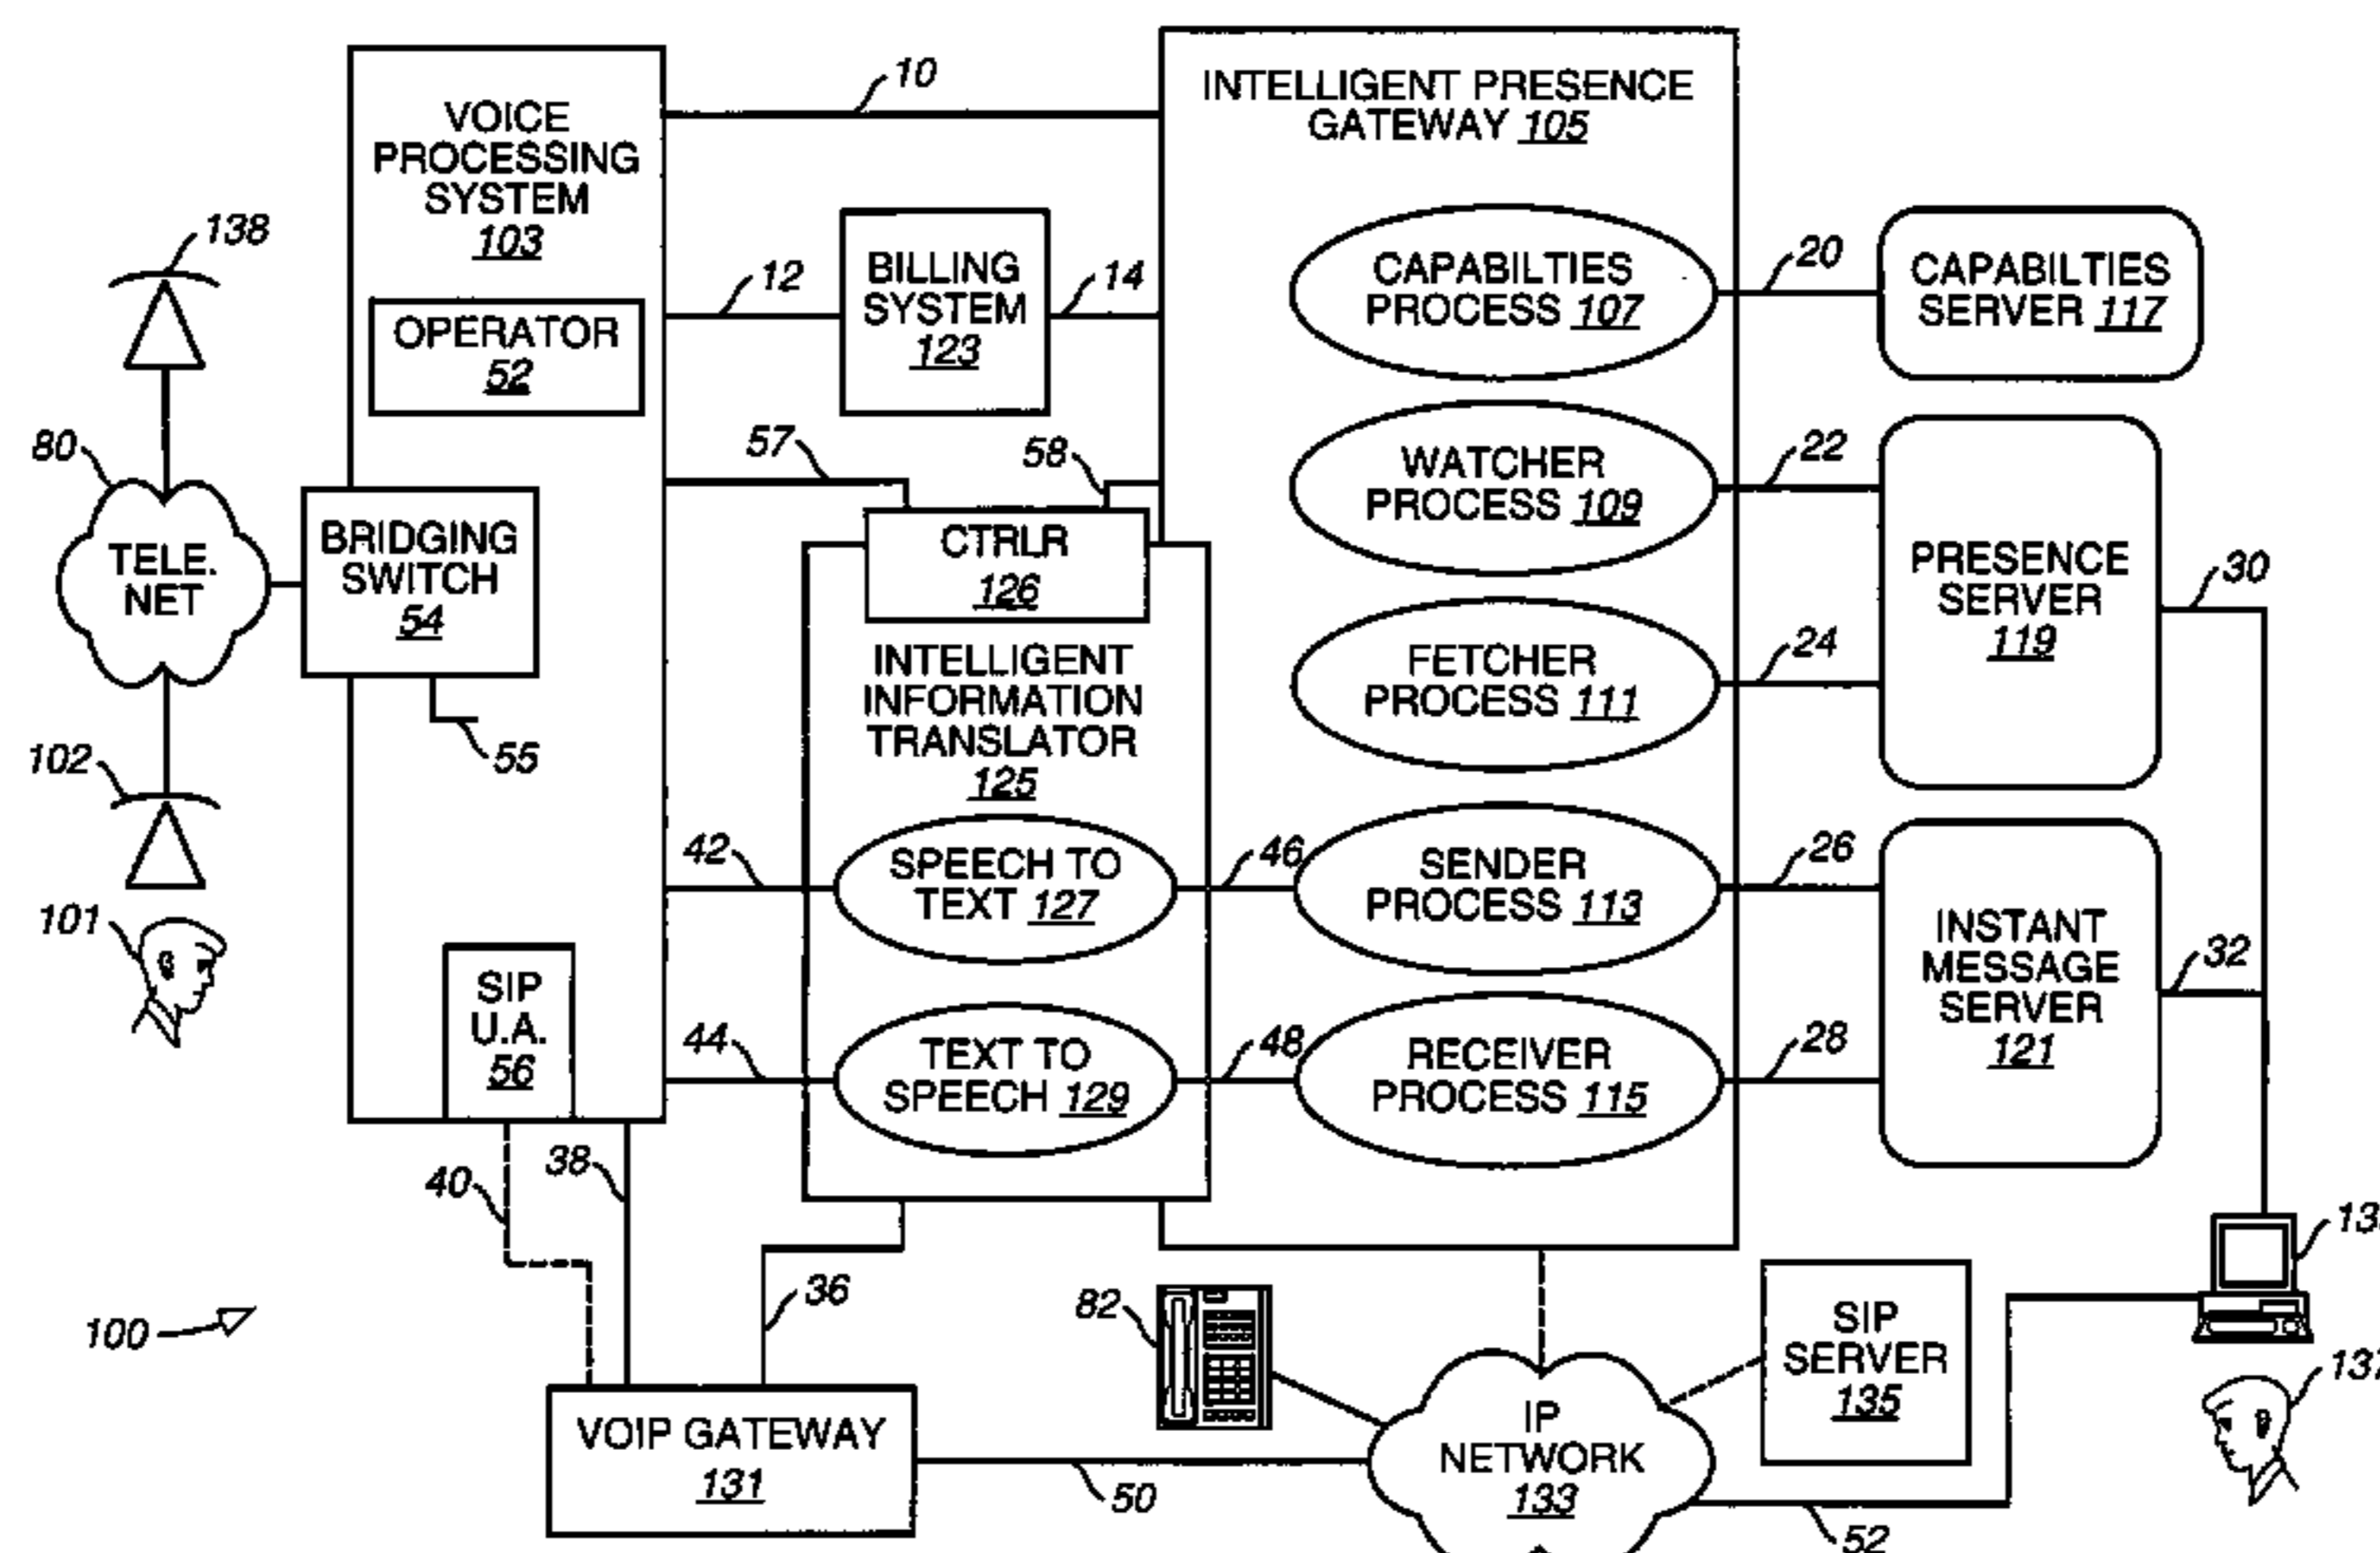 10
VOICE
PROCESSING
SYSTEM
103
INTELLIGENT PRESENCE
GATEWAY 105
138
OPERATOR
52
12
BILLING
SYSTEM
123
14
CAPABILTIES
PROCESS 107
20
CAPABILTIES
SERVER 117
80
TELE.
NET
BRIDGING
SWITCH
54
55
57
58
CTRLR
126
WATCHER
PROCESS 109
22
PRESENCE
SERVER
119
30
INTELLIGENT
INFORMATION
TRANSLATOR
125
FETCHER
PROCESS 111
24
102
101
42
SPEECH TO
TEXT 127
46
SENDER
PROCESS 113
26
INSTANT
MESSAGE
SERVER
121
32
SIP
U.A.
56
44
TEXT TO
SPEECH 129
48
RECEIVER
PROCESS 115
28
40
38
36
100
82
SIP
SERVER
135
137
VOIP GATEWAY
131
50
IP
NETWORK
133
52